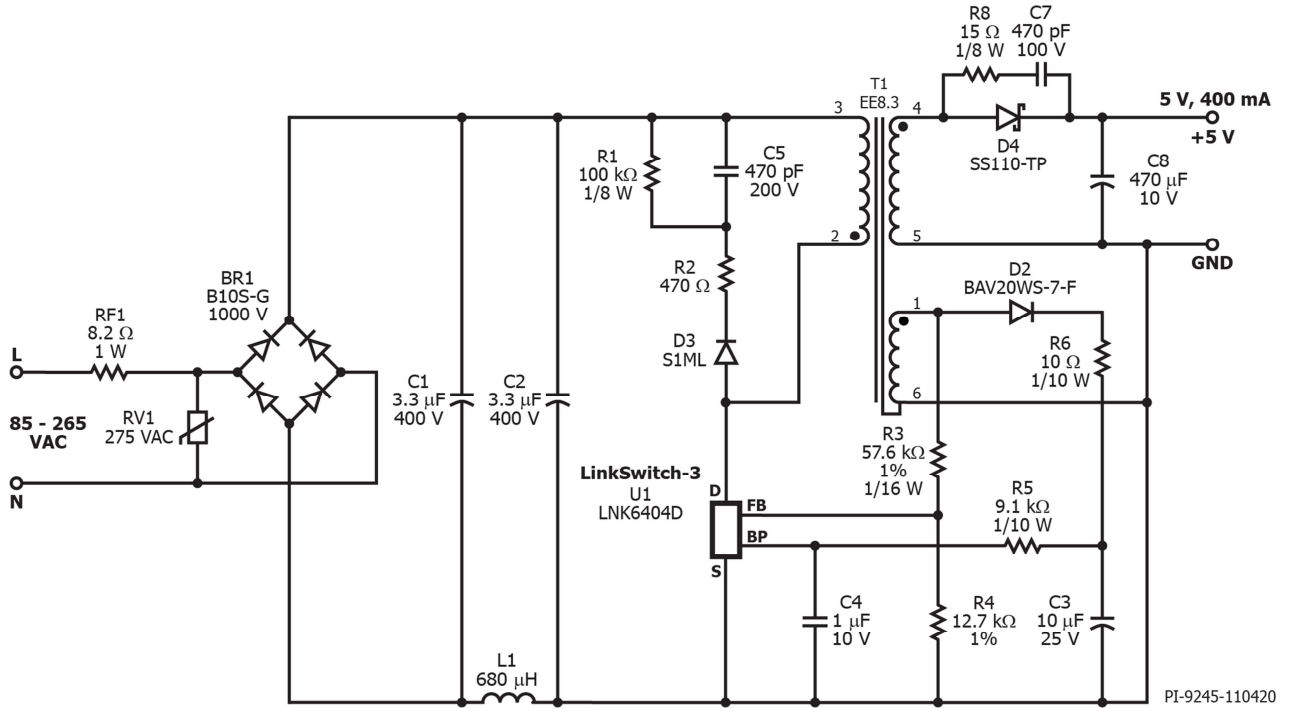 R8
15 Ω
1/8 W
C7
470 pF
100 V
T1
EE8.3
3
4
5 V, 400 mA
+5 V
D4
SS110-TP
R1
100 kΩ
1/8 W
C5
470 pF
200 V
C8
470 µF
10 V
2
5
GND
R2
470 Ω
D2
BAV20WS-7-F
BR1
B10S-G
1000 V
1
RF1
8.2 Ω
1 W
D3
S1ML
R6
10 Ω
1/10 W
L
C1
3.3 µF
400 V
C2
3.3 µF
400 V
6
85 - 265
VAC
RV1
275 VAC
R3
57.6 kΩ
1%
1/16 W
LinkSwitch-3
U1
LNK6404D
N
D
FB
BP
S
R5
9.1 kΩ
1/10 W
C4
1 µF
10 V
R4
12.7 kΩ
1%
C3
10 µF
25 V
L1
680 µH
PI-9245-110420